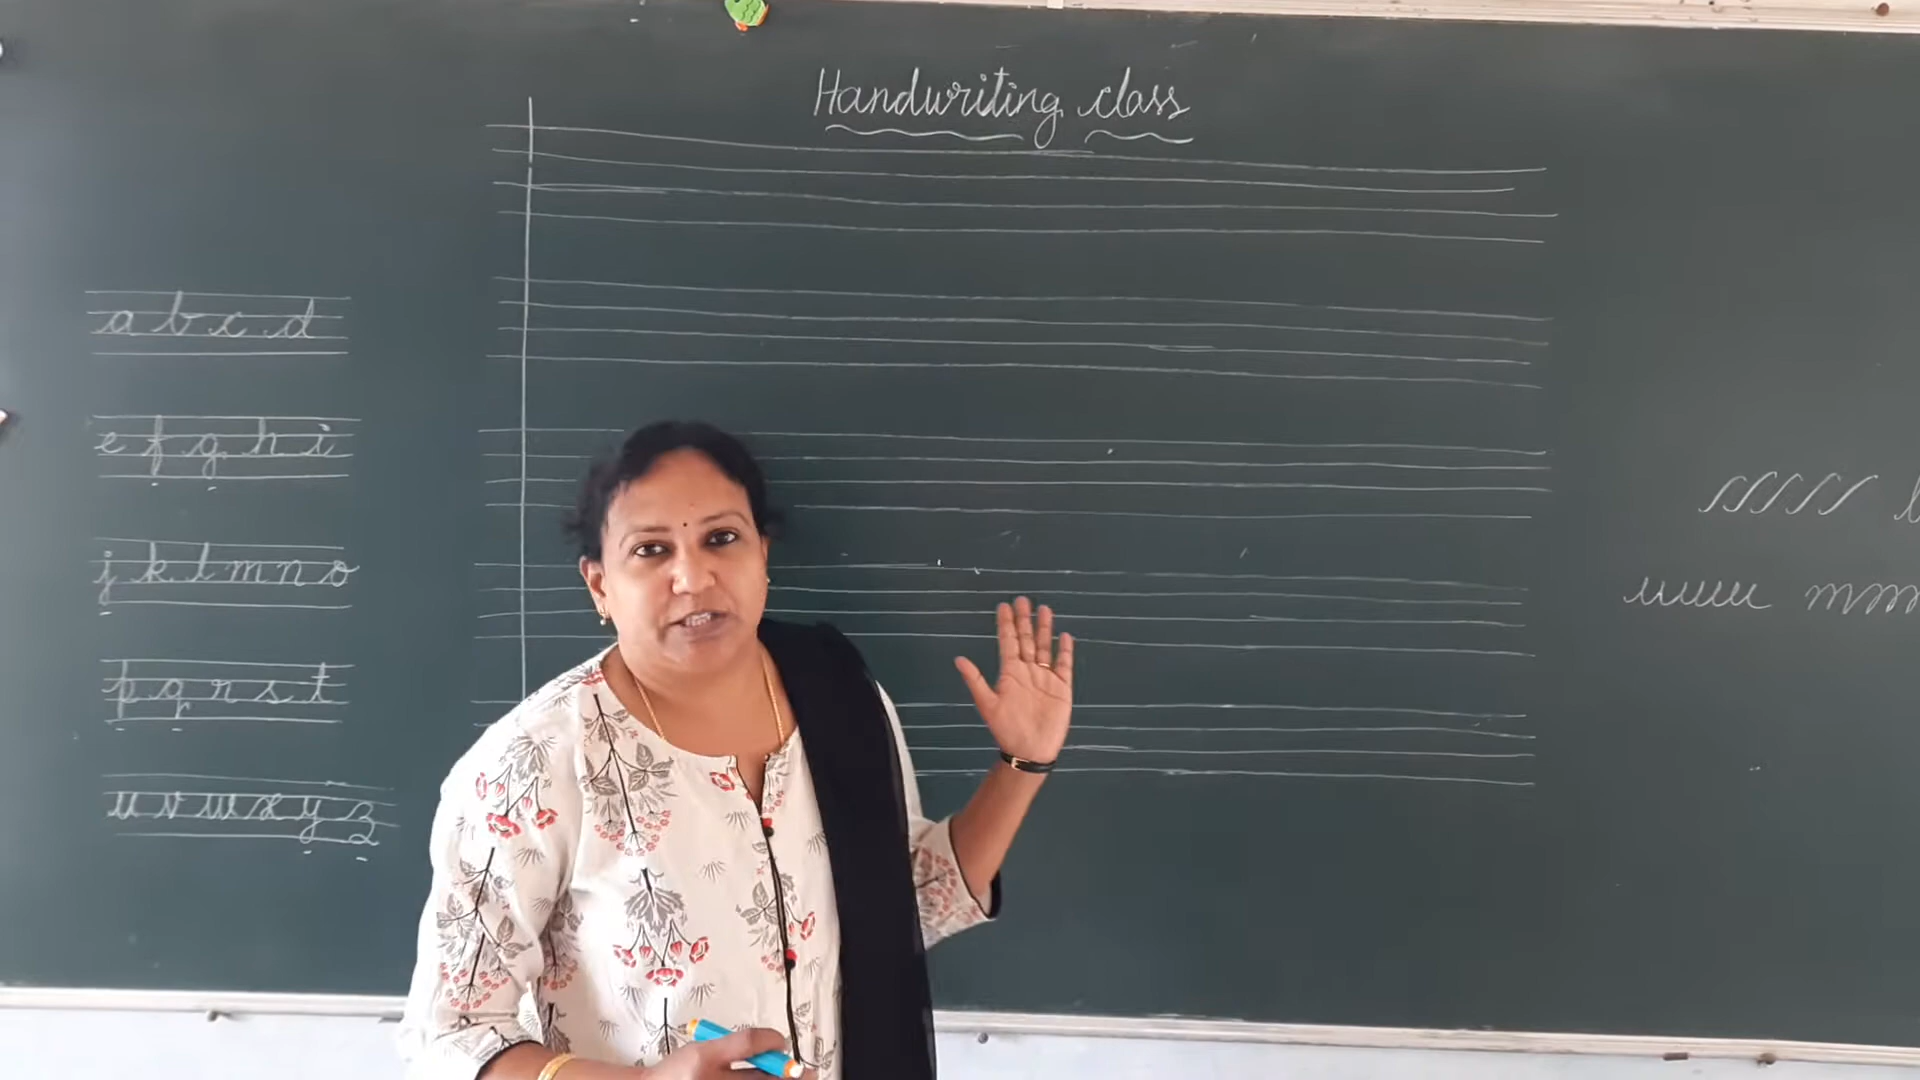 Handwriting class
a b c d
e f g h i
j k l m n o
p q r s t
u v w x y z